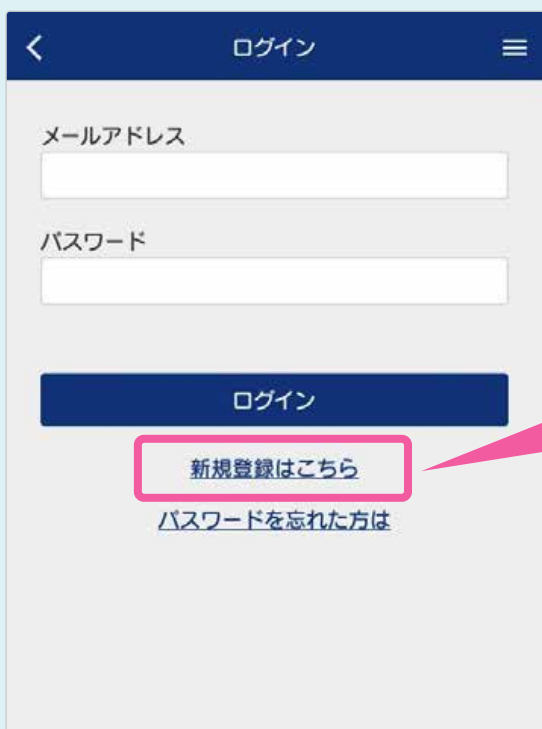 ログイン
メールアドレス
パスワード
ログイン
新規登録はこちら
パスワードを忘れた方は